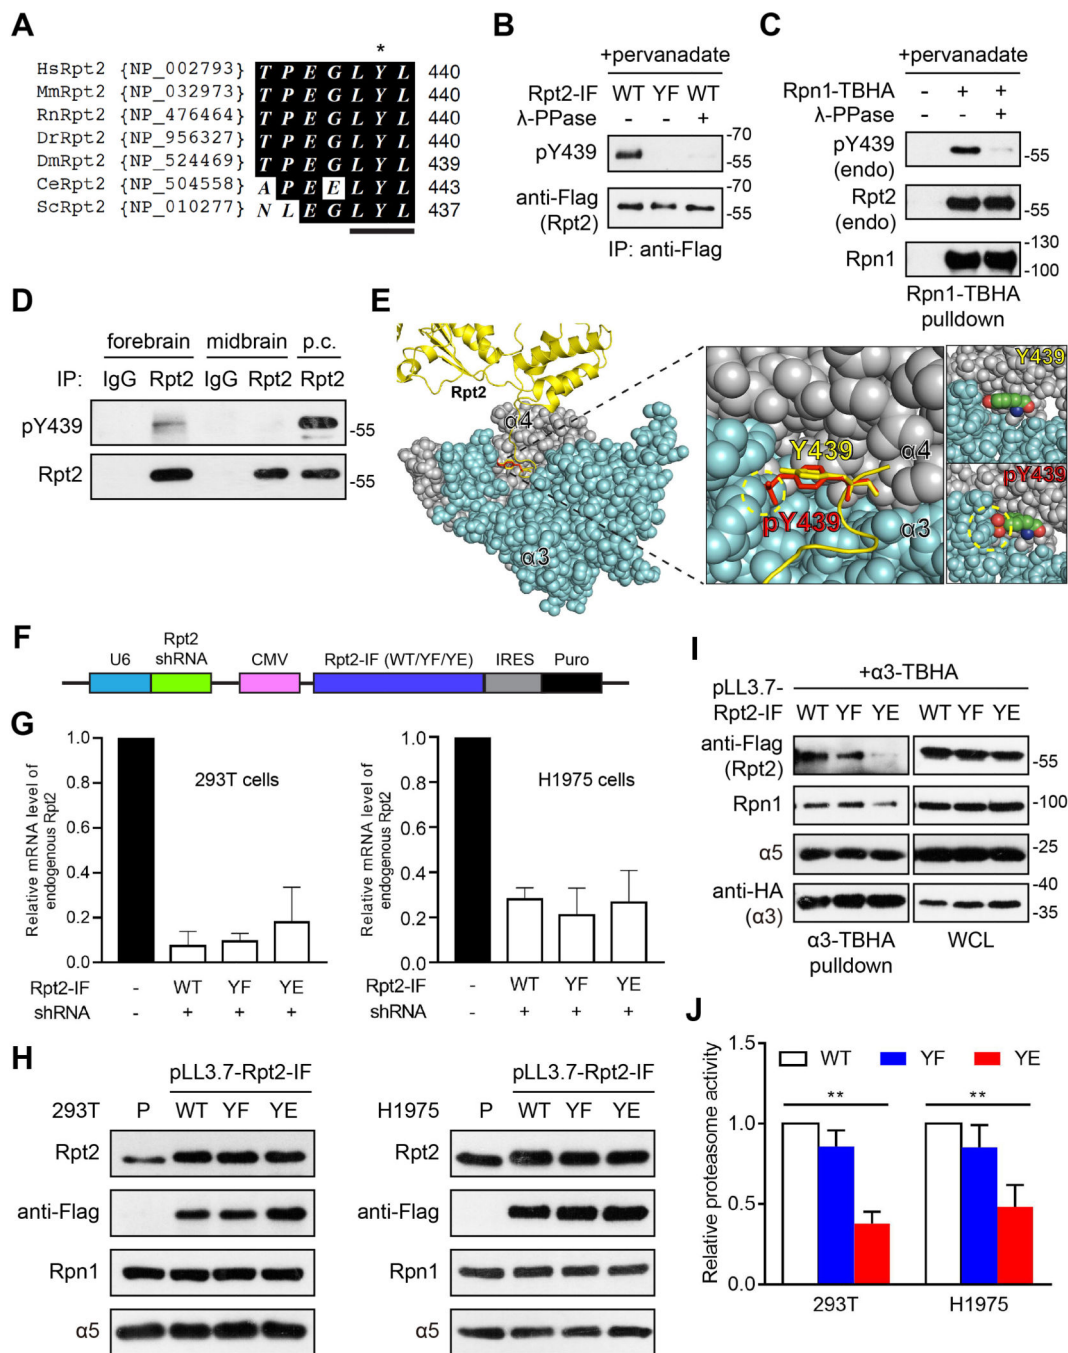 A
*
HsRpt2 {NP_002793} T P E G L Y L 440
MmRpt2 {NP_032973} T P E G L Y L 440
RnRpt2 {NP_476464} T P E G L Y L 440
DrRpt2 {NP_956327} T P E G L Y L 440
DmRpt2 {NP_524469} T P E G L Y L 439
CeRpt2 {NP_504558} A P E E L Y L 443
ScRpt2 {NP_010277} N L E G L Y L 437
B
+pervanadate
Rpt2-IF WT YF WT
λ-PPase - - +
pY439
-70
-55
anti-Flag
(Rpt2)
-70
-55
IP: anti-Flag
C
+pervanadate
Rpn1-TBHA - + +
λ-PPase - - +
pY439
(endo)
-55
Rpt2
(endo)
-55
Rpn1
-130
-100
Rpn1-TBHA
pulldown
D
forebrain midbrain p.c.
IP: IgG Rpt2 IgG Rpt2 Rpt2
pY439 -55
Rpt2 -55
E
Rpt2
α4
α3
Y439
α4
pY439
α3
Y439
pY439
F
U6
Rpt2
shRNA
CMV
Rpt2-IF (WT/YF/YE)
IRES
Puro
G
Relative mRNA level of
endogenous Rpt2
1.0
0.8
0.6
0.4
0.2
0.0
293T cells
Rpt2-IF - WT YF YE
shRNA - + + +
Relative mRNA level of
endogenous Rpt2
1.0
0.8
0.6
0.4
0.2
0.0
H1975 cells
Rpt2-IF - WT YF YE
shRNA - + + +
H
pLL3.7-Rpt2-IF
293T P WT YF YE
Rpt2
anti-Flag
Rpn1
α5
pLL3.7-Rpt2-IF
H1975 P WT YF YE
Rpt2
anti-Flag
Rpn1
α5
I
+α3-TBHA
pLL3.7-
Rpt2-IF WT YF YE WT YF YE
anti-Flag
(Rpt2)
-55
Rpn1 -100
α5 -25
anti-HA
(α3)
-40
-35
α3-TBHA
pulldown
WCL
J
Relative proteasome activity
1.5
1.0
0.5
0.0
WT YF YE
** **
293T H1975